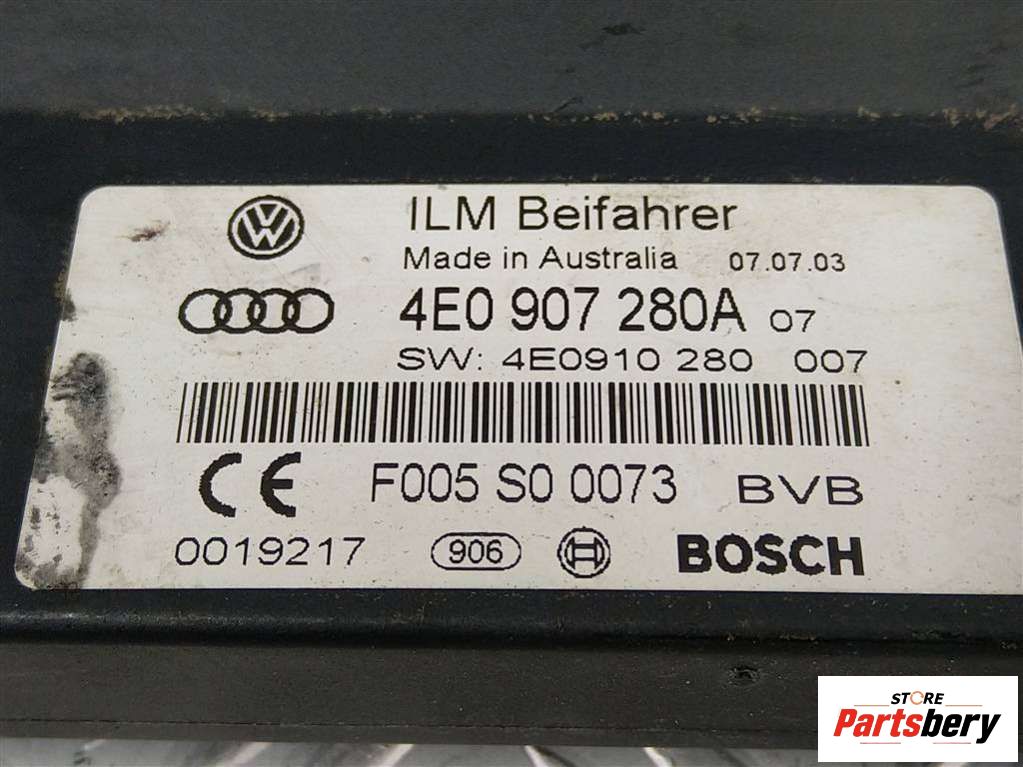 ILM Beifahrer
Made in Australia 07.07.03
4E0 907 280A 07
SW: 4E0910 280 007
CE F005 S0 0073 BVB
0019217 906 BOSCH
STORE
Partsbery